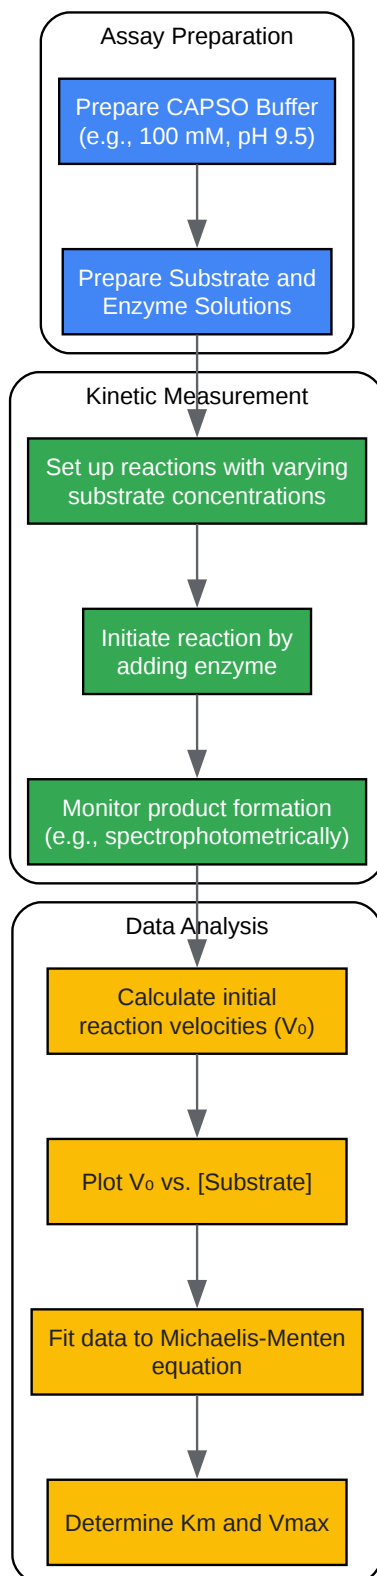 Assay Preparation
Prepare CAPSO Buffer
(e.g., 100 mM, pH 9.5)
Prepare Substrate and
Enzyme Solutions
Kinetic Measurement
Set up reactions with varying
substrate concentrations
Initiate reaction by
adding enzyme
Monitor product formation
(e.g., spectrophotometrically)
Data Analysis
Calculate initial
reaction velocities (V₀)
Plot V₀ vs. [Substrate]
Fit data to Michaelis-Menten
equation
Determine Km and Vmax